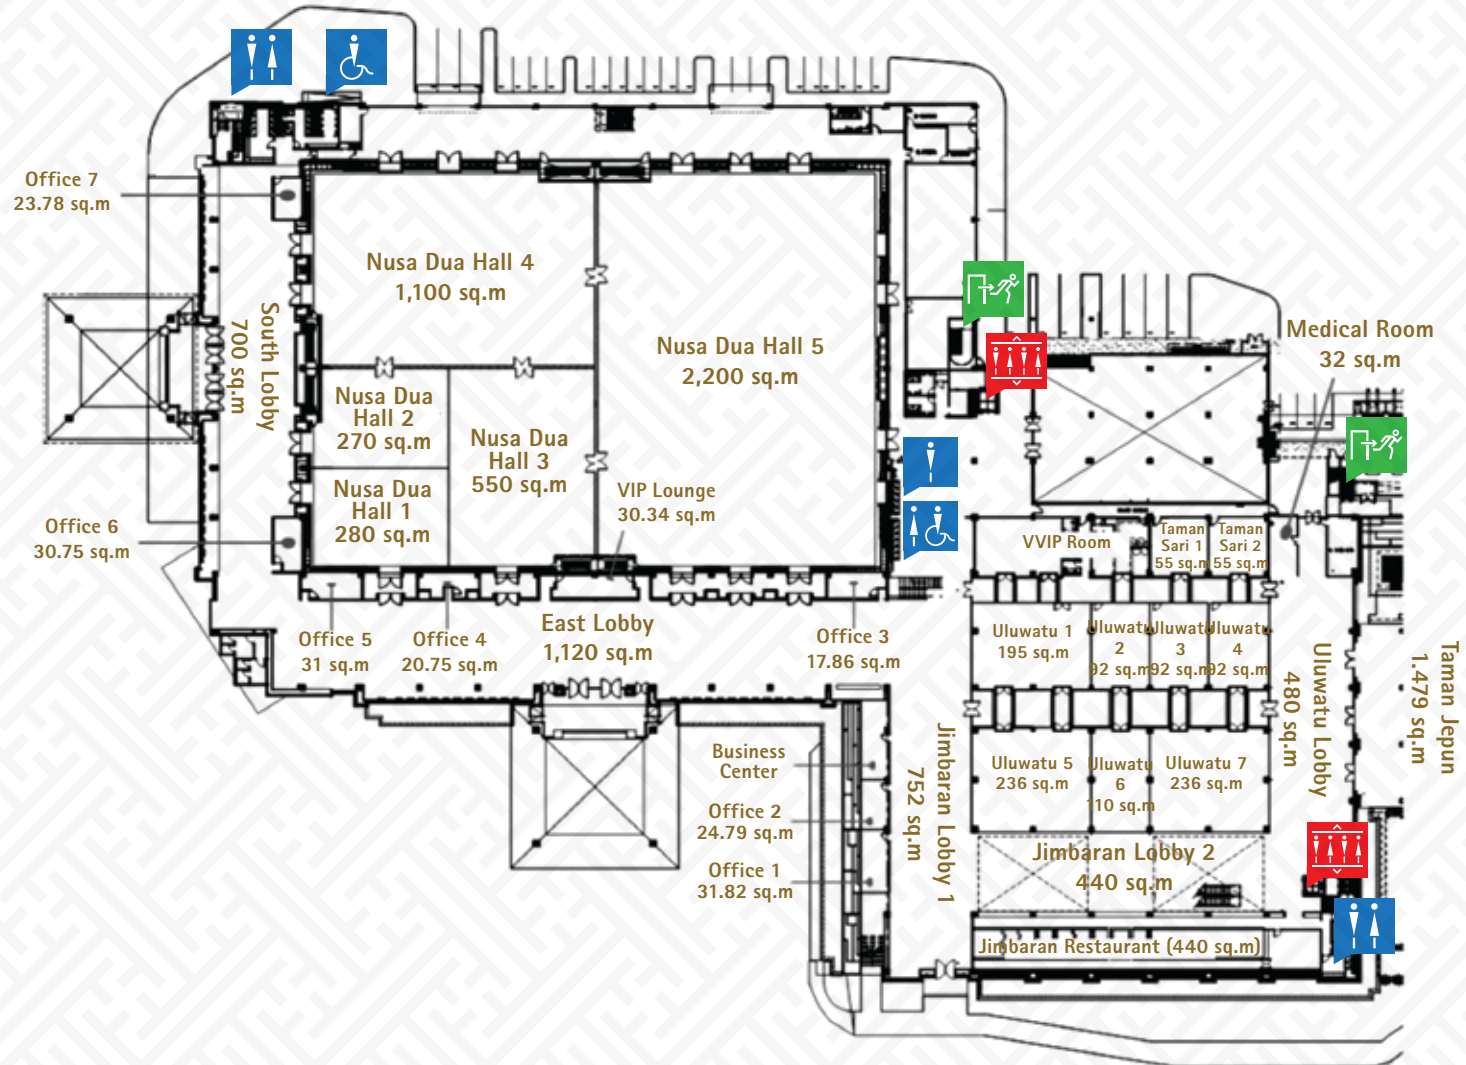 Office 7
23.78 sq.m
Nusa Dua Hall 4
1,100 sq.m
South Lobby
700 sq.m
Nusa Dua Hall 5
2,200 sq.m
Medical Room
32 sq.m
Nusa Dua
Hall 2
270 sq.m
Nusa Dua
Hall 3
550 sq.m
Nusa Dua
Hall 1
280 sq.m
VIP Lounge
30.34 sq.m
Office 6
30.75 sq.m
VVIP Room
Taman
Sari 1
55 sq.m
Taman
Sari 2
55 sq.m
Office 5
31 sq.m
Office 4
20.75 sq.m
East Lobby
1,120 sq.m
Office 3
17.86 sq.m
Uluwatu 1
195 sq.m
Uluwatu
2
92 sq.m
Uluwatu
3
92 sq.m
Uluwatu
4
92 sq.m
Uluwatu Lobby
480 sq.m
Taman Jepun
1.479 sq.m
Business
Center
Jimbaran Lobby 1
752 sq.m
Uluwatu 5
236 sq.m
Uluwatu
6
110 sq.m
Uluwatu 7
236 sq.m
Office 2
24.79 sq.m
Office 1
31.82 sq.m
Jimbaran Lobby 2
440 sq.m
Jimbaran Restaurant (440 sq.m)